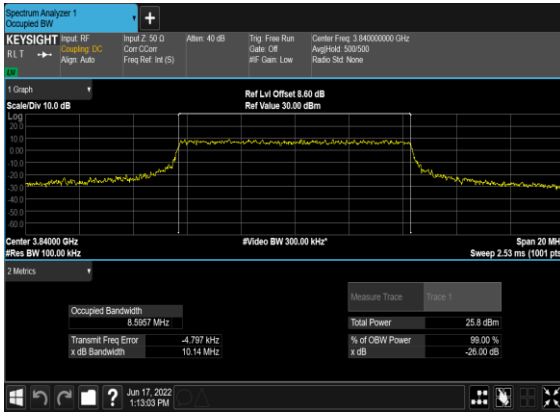 Spectrum Analyzer 1
Occupied BW
KEYSIGHT
Input: RF
Input Z: 50 Ω
Atten: 40 dB
Trig: Free Run
Center Freq: 3.840000000 GHz
RLT
Coupling: DC
Corr CCorr
Gate: Off
Avg|Hold: 500/500
Align: Auto
Freq Ref: Int (S)
#IF Gain: Low
Radio Std: None
1 Graph
Ref Lvl Offset 8.60 dB
Scale/Div 10.0 dB
Ref Value 30.00 dBm
Log
20.0
10.0
0.00
-10.0
-20.0
-30.0
-40.0
-50.0
-60.0
Center 3.84000 GHz
#Video BW 300.00 kHz*
Span 20 MH
#Res BW 100.00 kHz
Sweep 2.53 ms (1001 pts
2 Metrics
Measure Trace
Trace 1
Occupied Bandwidth
8.5957 MHz
Total Power
25.8 dBm
Transmit Freq Error
-4.797 kHz
% of OBW Power
99.00 %
x dB Bandwidth
10.14 MHz
x dB
-26.00 dB
?
Jun 17, 2022
1:13:03 PM